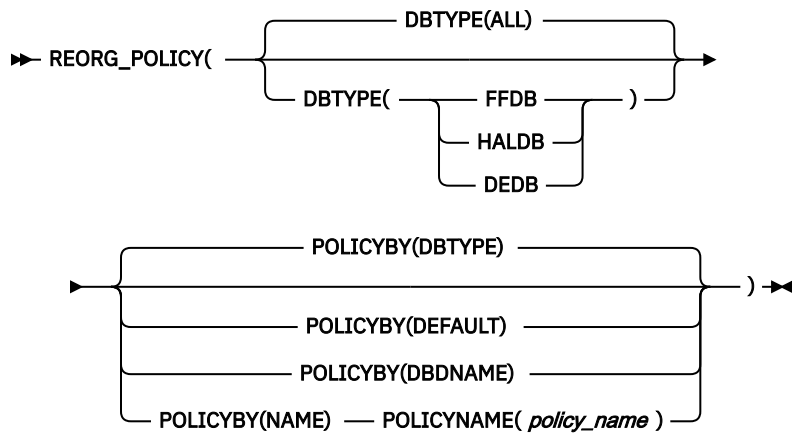 DBTYPE(ALL)
REORG_POLICY(
DBTYPE( FFDB )
HALDB
DEDB
POLICYBY(DBTYPE)
)
POLICYBY(DEFAULT)
POLICYBY(DBDNAME)
POLICYBY(NAME) POLICYNAME( policy_name )